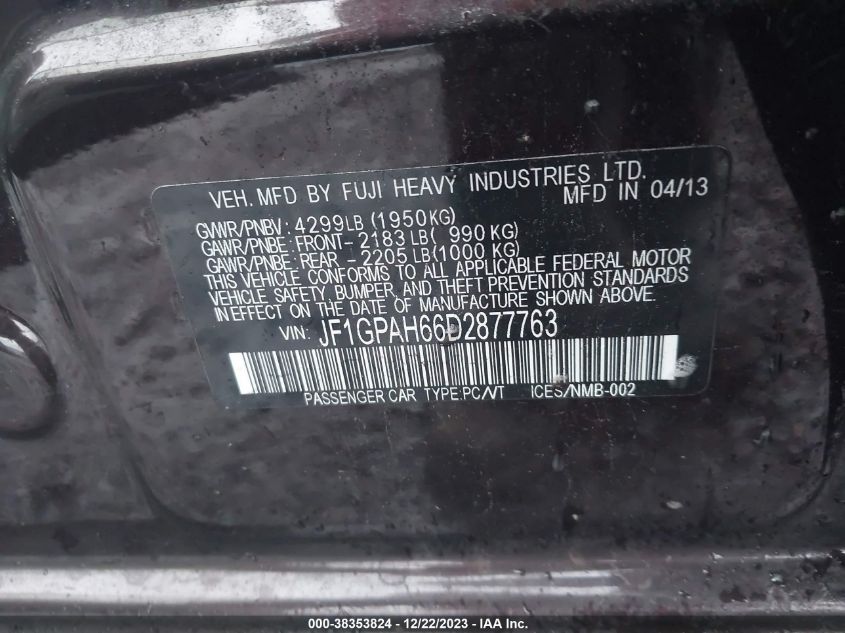 VEH. MFD BY FUJI HEAVY INDUSTRIES LTD.
MFD IN 04/13
GVWR/PNBV: 4299LB (1950KG)
GAWR/PNBE: FRONT- 2183 LB( 990 KG)
GAWR/PNBE: REAR - 2205 LB(1000 KG)
THIS VEHICLE CONFORMS TO ALL APPLICABLE FEDERAL MOTOR
VEHICLE SAFETY, BUMPER, AND THEFT PREVENTION STANDARDS
IN EFFECT ON THE DATE OF MANUFACTURE SHOWN ABOVE.
VIN: JF1GPAH66D2877763
PASSENGER CAR TYPE:PC/VT ICES/NMB-002
000-38353824 - 12/22/2023 - IAA Inc.